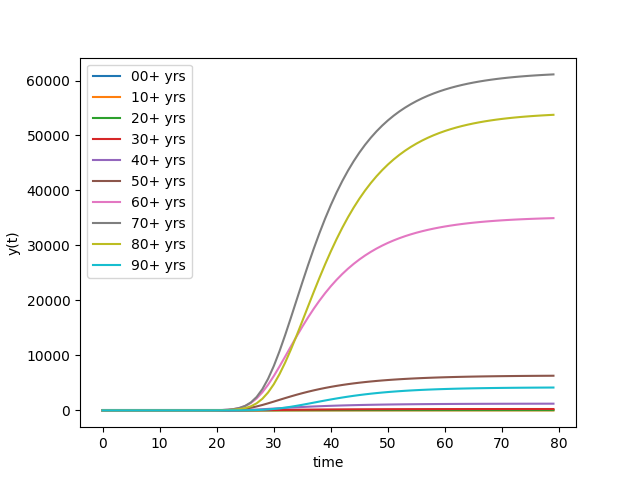 60000
50000
40000
30000
20000
10000
0
y(t)
00+ yrs
10+ yrs
20+ yrs
30+ yrs
40+ yrs
50+ yrs
60+ yrs
70+ yrs
80+ yrs
90+ yrs
0 10 20 30 40 50 60 70 80
time